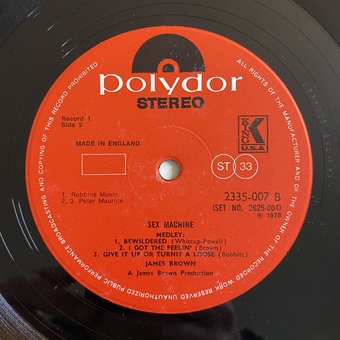 ALL RIGHTS OF THE MANUFACTURER AND OF THE OWNER OF THE RECORDED WORK RESERVED UNAUTHORISED PUBLIC PERFORMANCE BROADCASTING AND COPYING OF THIS RECORD PROHIBITED
polydor
STEREO
Record 1
Side 2
KING
K
U.S.A
MADE IN ENGLAND
ST 33
2335-007 B
(SET NO. 2625-004)
℗ 1970
1. Robbins Music.
2. 3. Peter Maurice.
SEX MACHINE
MEDLEY:
1. BEWILDERED (Whitcup-Powell)
2. I GOT THE FEELIN' (Brown)
3. GIVE IT UP OR TURNIT A LOOSE (Bobbitt)
JAMES BROWN
A James Brown Production